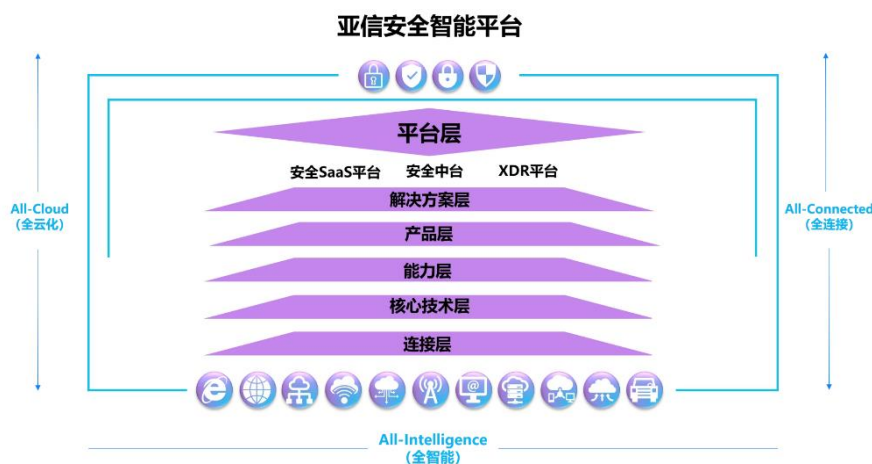 亚信安全智能平台
平台层
安全SaaS平台 安全中台 XDR平台
解决方案层
All-Cloud
(全云化)
All-Connected
(全连接)
产品层
能力层
核心技术层
连接层
All-Intelligence
(全智能)